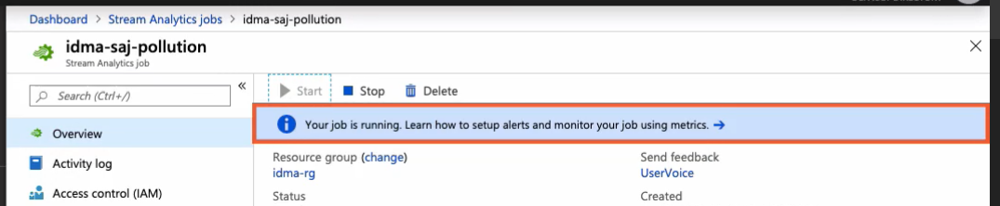 Dashboard > Stream Analytics jobs > idma-saj-pollution
idma-saj-pollution
Stream Analytics job
Search (Ctrl+/)
«
Start Stop Delete
Your job is running. Learn how to setup alerts and monitor your job using metrics. →
Overview
Activity log
Access control (IAM)
Resource group (change)
idma-rg
Status
Send feedback
UserVoice
Created